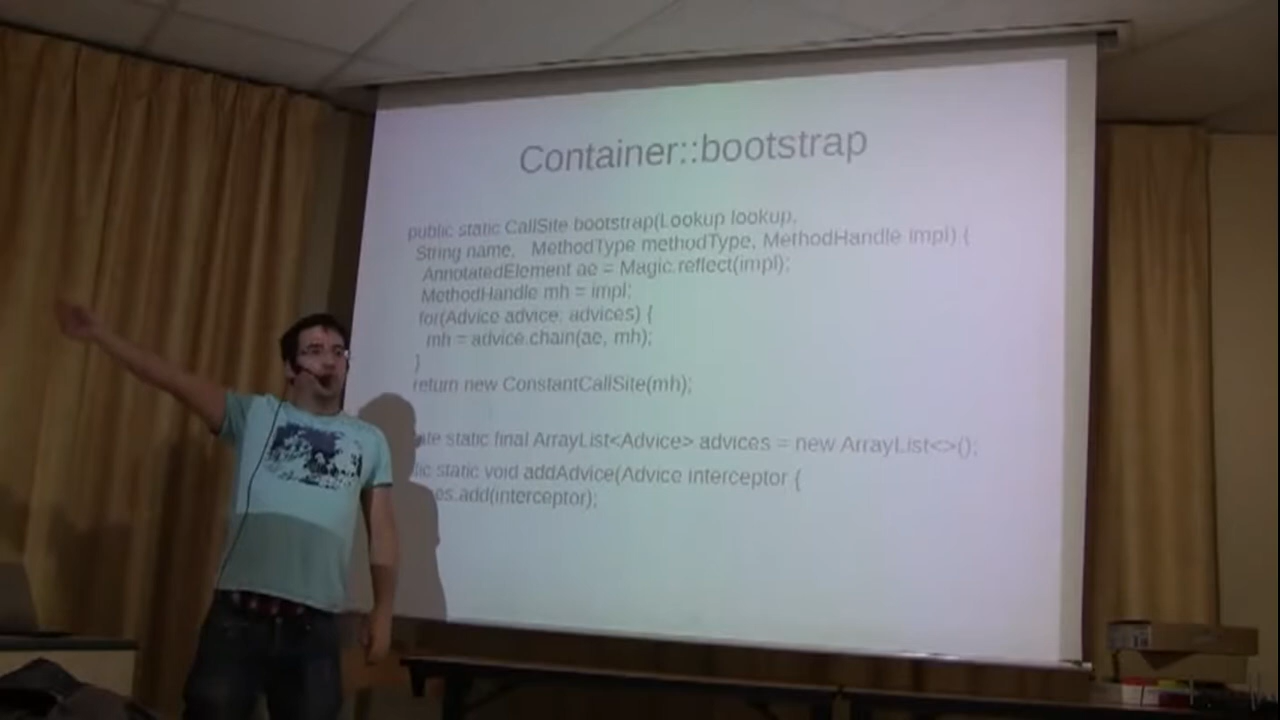 Container::bootstrap
public static CallSite bootstrap(Lookup lookup,
String name, MethodType methodType, MethodHandle impl) {
AnnotatedElement ae = Magic.reflect(impl);
MethodHandle mh = impl;
for(Advice advice: advices) {
mh = advice.chain(ae, mh);
}
return new ConstantCallSite(mh);
static final ArrayList<Advice> advices = new ArrayList<>();
static void addAdvice(Advice interceptor {
es.add(interceptor);